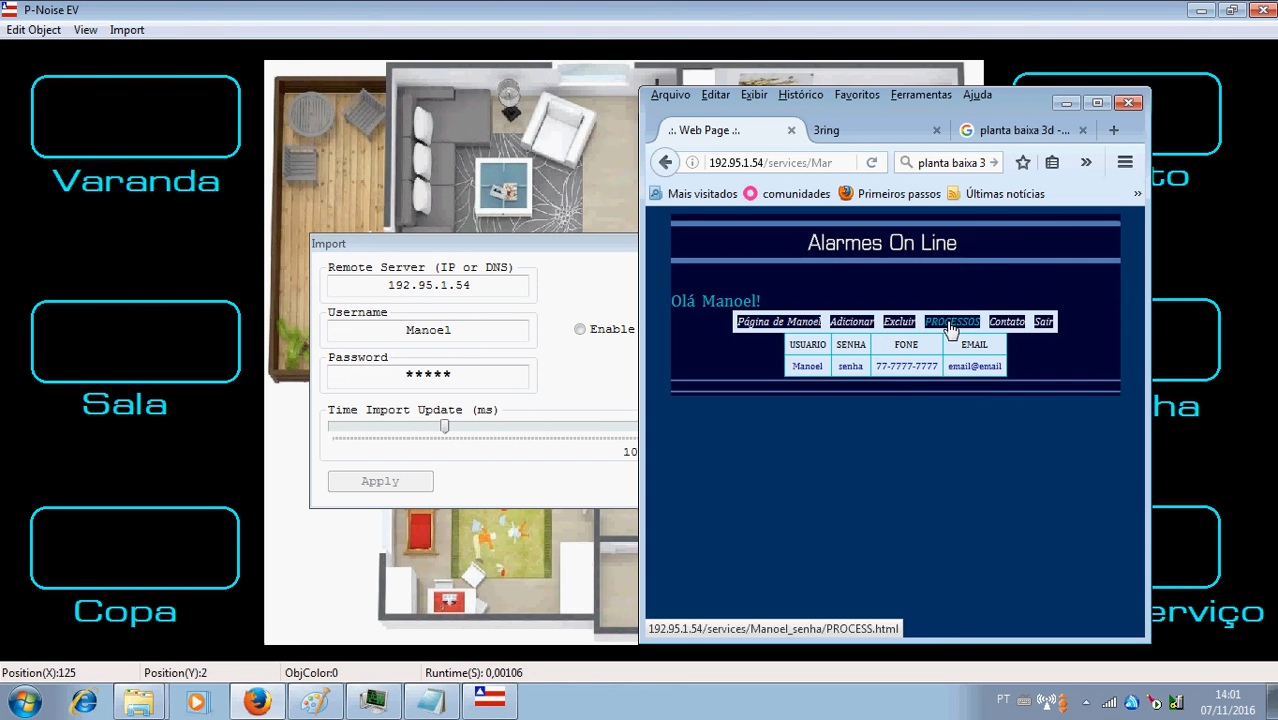 P-Noise EV
Edit Object View Import
Varanda
Sala
Copa
to
ha
erviço
Import
Remote Server (IP or DNS)
192.95.1.54
Username
Manoel
Enable
Password
*****
Time Import Update (ms)
10
Apply
Arquivo Editar Exibir Histórico Favoritos Ferramentas Ajuda
.:. Web Page .:. 3ring planta baixa 3d -...
192.95.1.54/services/Mar planta baixa 3
Mais visitados comunidades Primeiros passos Últimas notícias
Alarmes On Line
Olá Manoel!
Página de Manoel Adicionar Excluir PROCESSOS Contato Sair
USUARIO SENHA FONE EMAIL
Manoel senha 77-7777-7777 email@email
192.95.1.54/services/Manoel_senha/PROCESS.html
Position(X):125 Position(Y):2 ObjColor:0 Runtime(S):0,00106
PT
14:01
07/11/2016